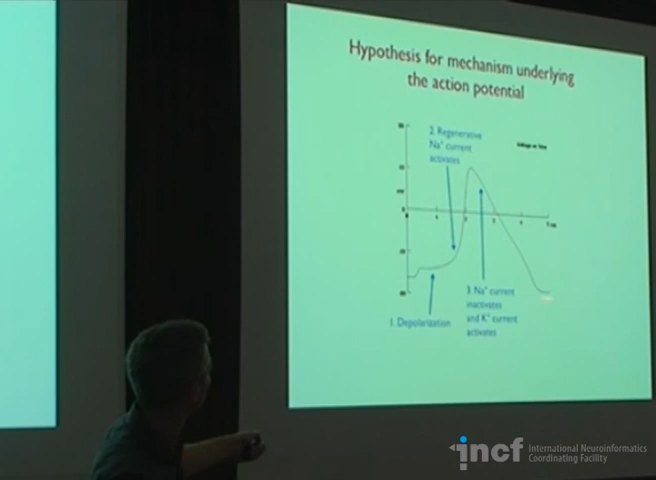 Hypothesis for mechanism underlying
the action potential
2. Regenerative
Na⁺ current
activates
Voltage vs Time
1. Depolarization
3. Na⁺ current
inactivates
and K⁺ current
activates
incf
International Neuroinformatics
Coordinating Facility